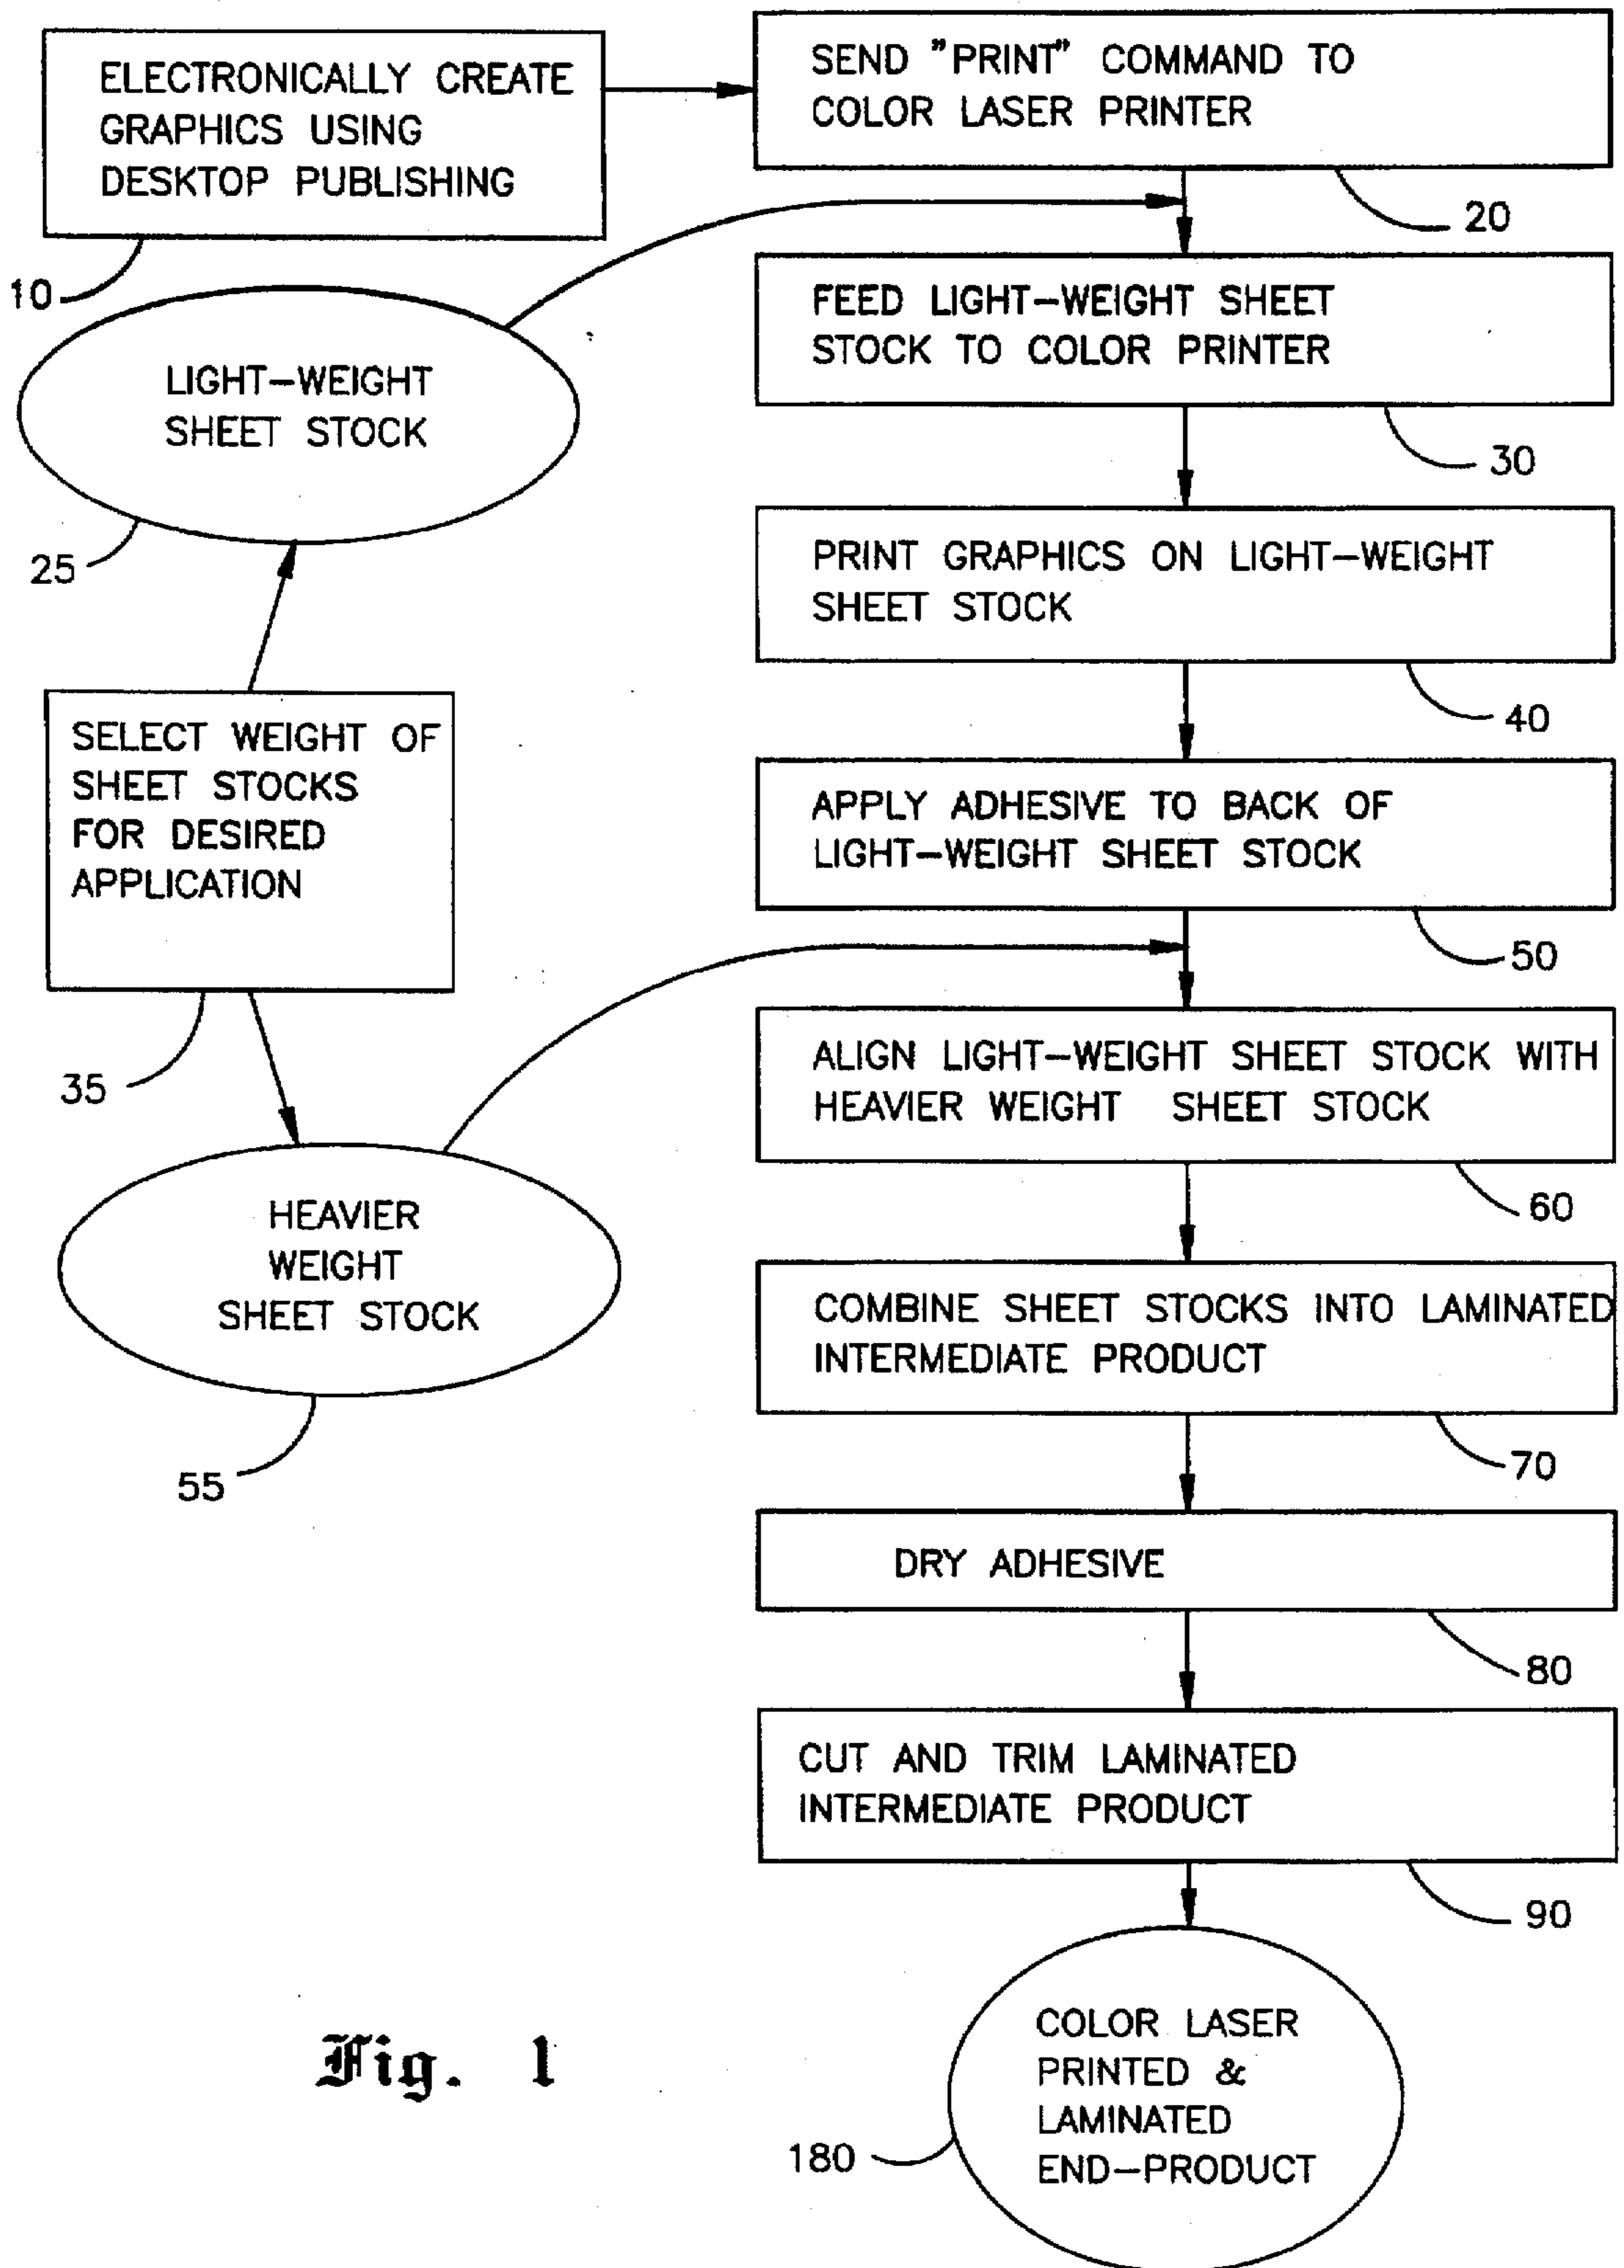 ELECTRONICALLY CREATE
GRAPHICS USING
DESKTOP PUBLISHING
10
SEND "PRINT" COMMAND TO
COLOR LASER PRINTER
20
LIGHT-WEIGHT
SHEET STOCK
25
FEED LIGHT-WEIGHT SHEET
STOCK TO COLOR PRINTER
30
PRINT GRAPHICS ON LIGHT-WEIGHT
SHEET STOCK
40
SELECT WEIGHT OF
SHEET STOCKS
FOR DESIRED
APPLICATION
35
APPLY ADHESIVE TO BACK OF
LIGHT-WEIGHT SHEET STOCK
50
ALIGN LIGHT-WEIGHT SHEET STOCK WITH
HEAVIER WEIGHT SHEET STOCK
60
HEAVIER
WEIGHT
SHEET STOCK
55
COMBINE SHEET STOCKS INTO LAMINATED
INTERMEDIATE PRODUCT
70
DRY ADHESIVE
80
CUT AND TRIM LAMINATED
INTERMEDIATE PRODUCT
90
COLOR LASER
PRINTED &
LAMINATED
END-PRODUCT
180
Fig. 1